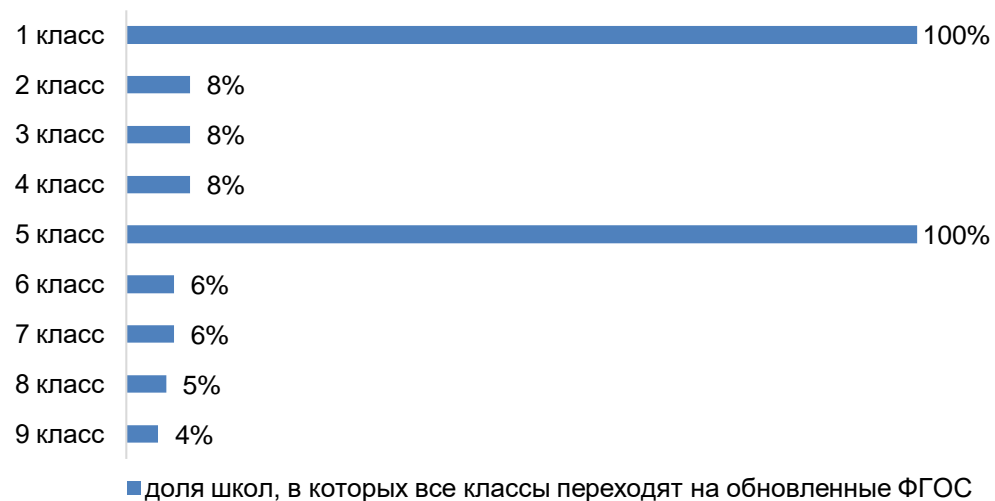 1 класс 100%
2 класс 8%
3 класс 8%
4 класс 8%
5 класс 100%
6 класс 6%
7 класс 6%
8 класс 5%
9 класс 4%
доля школ, в которых все классы переходят на обновленные ФГОС